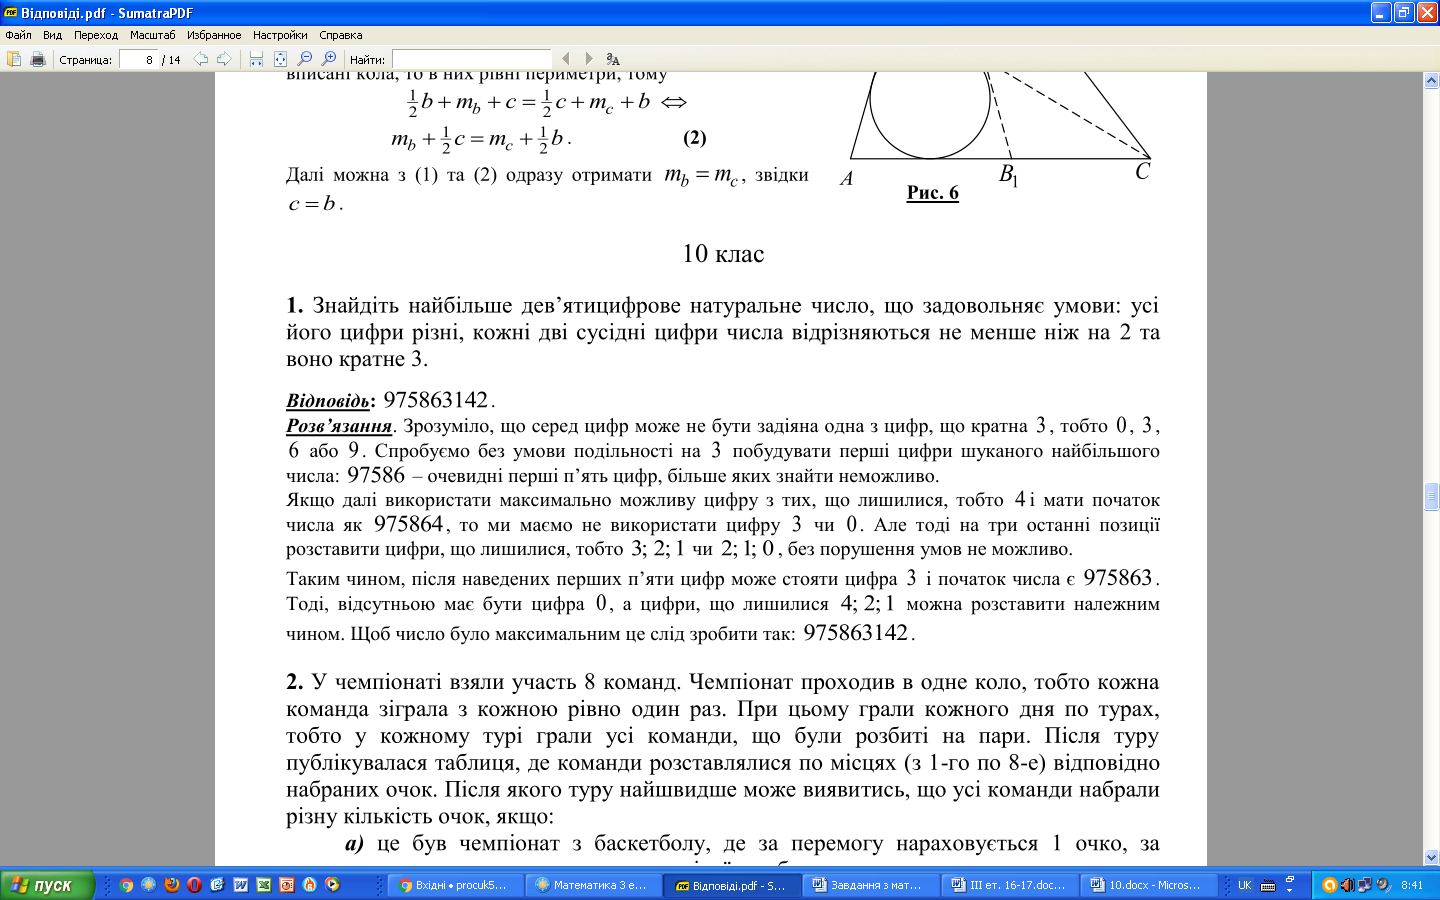 Відповіді.pdf - SumatraPDF
Файл Вид Переход Масштаб Избранное Настройки Справка
Страница: 8 / 14 Найти:
вписані кола, то в них рівні периметри, тому
½b + m_b + c = ½c + m_c + b ⇔
m_b + ½c = m_c + ½b . (2)
Далі можна з (1) та (2) одразу отримати m_b = m_c, звідки
c = b .
A B₁ C
Рис. 6
10 клас
1. Знайдіть найбільше дев’ятицифрове натуральне число, що задовольняє умови: усі
його цифри різні, кожні дві сусідні цифри числа відрізняються не менше ніж на 2 та
воно кратне 3.
Відповідь: 975863142.
Розв’язання. Зрозуміло, що серед цифр може не бути задіяна одна з цифр, що кратна 3, тобто 0, 3,
6 або 9. Спробуємо без умови подільності на 3 побудувати перші цифри шуканого найбільшого
числа: 97586 – очевидні перші п’ять цифр, більше яких знайти неможливо.
Якщо далі використати максимально можливу цифру з тих, що лишилися, тобто 4 і мати початок
числа як 975864, то ми маємо не використати цифру 3 чи 0. Але тоді на три останні позиції
розставити цифри, що лишилися, тобто 3; 2; 1 чи 2; 1; 0, без порушення умов не можливо.
Таким чином, після наведених перших п’яти цифр може стояти цифра 3 і початок числа є 975863.
Тоді, відсутньою має бути цифра 0, а цифри, що лишилися 4; 2; 1 можна розставити належним
чином. Щоб число було максимальним це слід зробити так: 975863142.
2. У чемпіонаті взяли участь 8 команд. Чемпіонат проходив в одне коло, тобто кожна
команда зіграла з кожною рівно один раз. При цьому грали кожного дня по турах,
тобто у кожному турі грали усі команди, що були розбиті на пари. Після туру
публікувалася таблиця, де команди розставлялися по місцях (з 1-го по 8-е) відповідно
набраних очок. Після якого туру найшвидше може виявитись, що усі команди набрали
різну кількість очок, якщо:
а) це був чемпіонат з баскетболу, де за перемогу нараховується 1 очко, за
пуск Вхідні • procuk5... Математика 3 е... Відповіді.pdf - S... Завдання з мат... III ет. 16-17.doc... 10.docx - Micros... UK 8:41